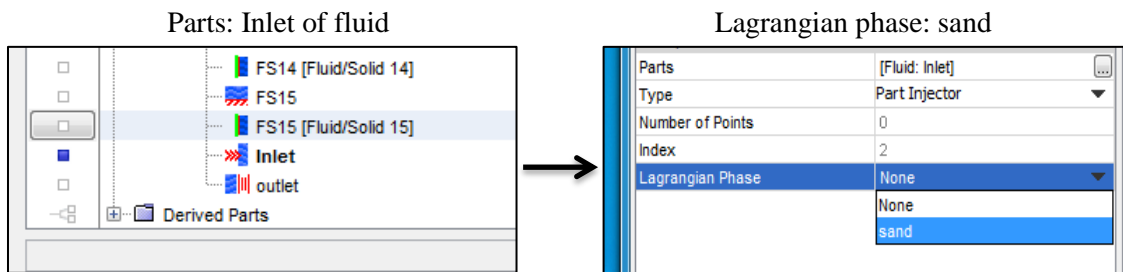 Parts: Inlet of fluid
FS14 [Fluid/Solid 14]
FS15
FS15 [Fluid/Solid 15]
Inlet
outlet
Derived Parts
Lagrangian phase: sand
Parts [Fluid: Inlet] ...
Type Part Injector
Number of Points 0
Index 2
Lagrangian Phase None
None
sand